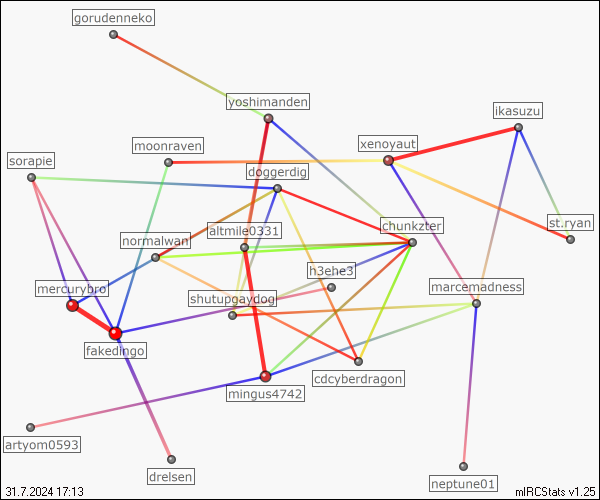 gorudenneko
yoshimanden
ikasuzu
moonraven
xenoyaut
sorapie
doggerdig
st.ryan
chunkzter
altmile0331
normalwan
h3ehe3
mercurybro
marcemadness
shutupgaydog
fakedingo
cdcyberdragon
mingus4742
artyom0593
drelsen
neptune01
31.7.2024 17:13
mIRCStats v1.25